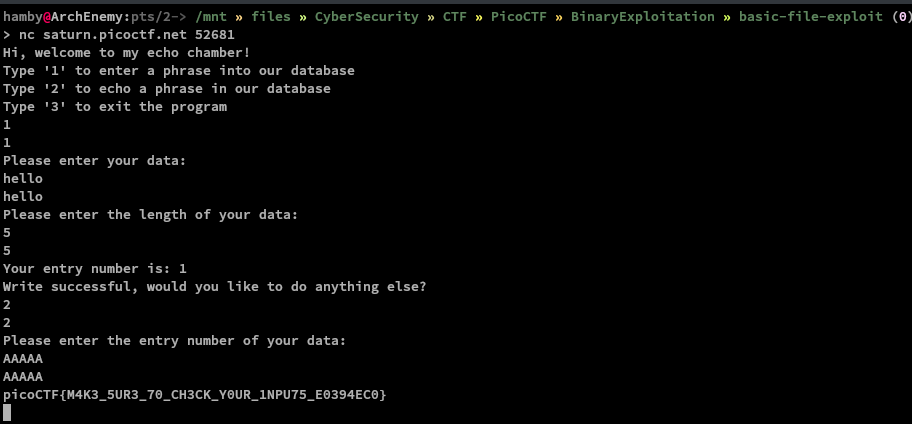 hamby@ArchEnemy:pts/2-> /mnt » files » CyberSecurity » CTF » PicoCTF » BinaryExploitation » basic-file-exploit (0)
> nc saturn.picoctf.net 52681
Hi, welcome to my echo chamber!
Type '1' to enter a phrase into our database
Type '2' to echo a phrase in our database
Type '3' to exit the program
1
1
Please enter your data:
hello
hello
Please enter the length of your data:
5
5
Your entry number is: 1
Write successful, would you like to do anything else?
2
2
Please enter the entry number of your data:
AAAAA
AAAAA
picoCTF{M4K3_5UR3_70_CH3CK_Y0UR_1NPU75_E0394EC0}